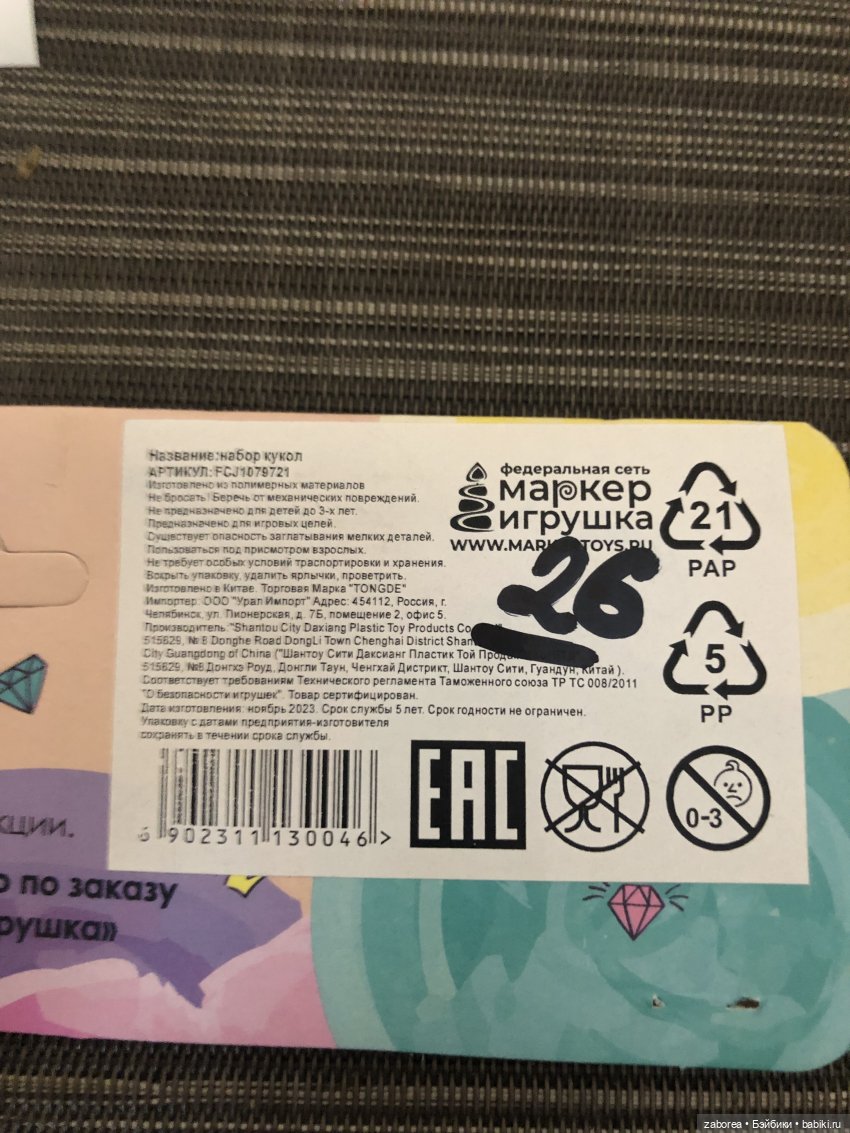 Название:набор кукол
АРТИКУЛ: FCJ1079721
Изготовлено из полимерных материалов
Не бросать! Беречь от механических повреждений.
Не предназначено для детей до 3-х лет.
Предназначено для игровых целей.
Существует опасность заглатывания мелких деталей.
Пользоваться под присмотром взрослых.
Не требует особых условий траспортировки и хранения.
Вскрыть упаковку, удалить ярлычки, проветрить.
Изготовлено в Китае. Торговая Марка "TONGDE"
Импортер: ООО "Урал Импорт" Адрес: 454112, Россия, г.
Челябинск, ул. Пионерская, д. 7Б, помещение 2, офис 5.
Производитель:"Shantou City Daxiang Plastic Toy Products Co
515829, №8 Donghe Road DongLi Town Chenghai District Shan
City Guangdong of China ("Шантоу Сити Даксианг Пластик Той
515829, №8 Донгхэ Роуд, Донгли Таун, Ченгхай Дистрикт, Шантоу Сити, Гуандун, Китай ).
Соответствует требованиям Технического регламента Таможенного союза ТР ТС 008/2011
"О безопасности игрушек". Товар сертифицирован.
Дата изготовления: ноябрь 2023. Срок службы 5 лет. Срок годности не ограничен.
Упаковку с датами предприятия-изготовителя
сохранять в течении срока службы.
6 902311 130046 >
федеральная сеть
маркер
игрушка
WWW.MARK TOYS.RU
26
21
PAP
5
PP
EAC
0-3
кции.
о по заказу
рушка»
zaborea • Бэйбики • babiki.ru